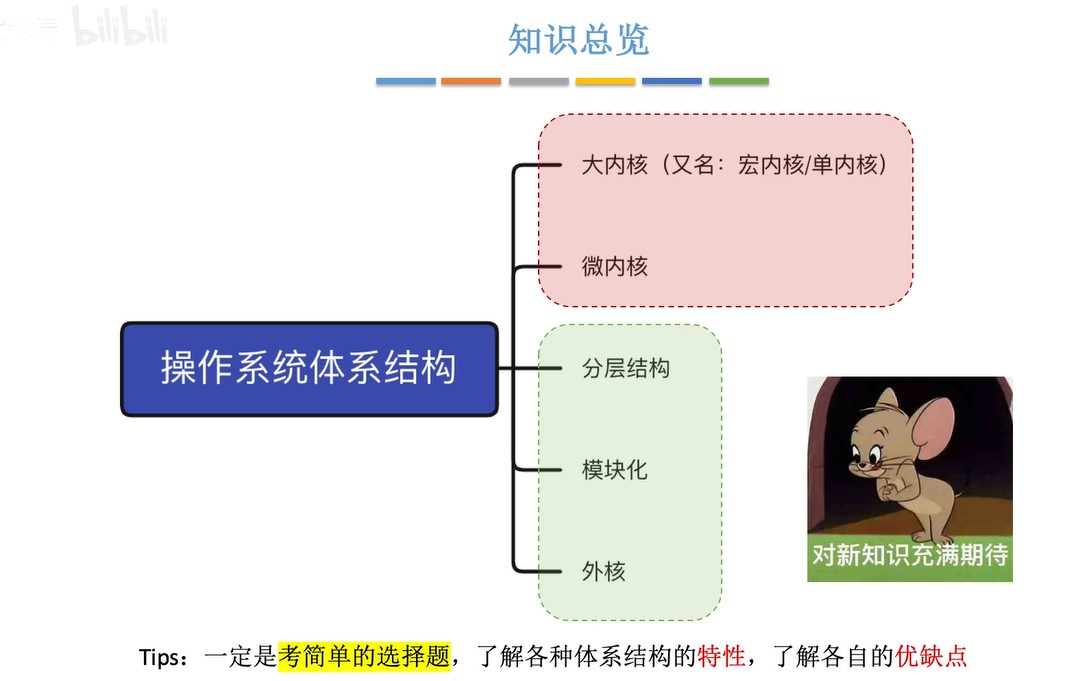 bilibili
知识总览
大内核（又名：宏内核/单内核）
微内核
操作系统体系结构
分层结构
模块化
外核
对新知识充满期待
Tips：一定是考简单的选择题，了解各种体系结构的特性，了解各自的优缺点